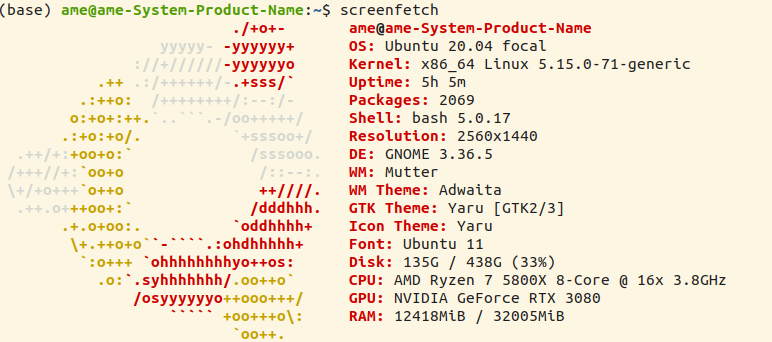 (base) ame@ame-System-Product-Name:~$ screenfetch
                          ./+o+-       ame@ame-System-Product-Name
                  yyyyy- -yyyyyy+      OS: Ubuntu 20.04 focal
               ://+//////-yyyyyyo      Kernel: x86_64 Linux 5.15.0-71-generic
           .++ .:/++++++/-.+sss/`      Uptime: 5h 5m
         .:++o:  /++++++++/:--:/-      Packages: 2069
        o:+o+:++.`..```.-/oo+++++/     Shell: bash 5.0.17
       .:+o:+o/.          `+sssoo+/    Resolution: 2560x1440
  .++/+:+oo+o:`             /sssooo.   DE: GNOME 3.36.5
 /+++//+:`oo+o               /::--:.   WM: Mutter
 \+/+o+++`o++o               ++////.   WM Theme: Adwaita
  .++.o+++oo+:`             /dddhhh.   GTK Theme: Yaru [GTK2/3]
       .+.o+oo:.          `oddhhhh+    Icon Theme: Yaru
        \+.++o+o``-````.:ohdhhhhh+     Font: Ubuntu 11
         `:o+++ `ohhhhhhhhyo++os:      Disk: 135G / 438G (33%)
           .o:`.syhhhhhhh/.oo++o`      CPU: AMD Ryzen 7 5800X 8-Core @ 16x 3.8GHz
               /osyyyyyyo++ooo+++/     GPU: NVIDIA GeForce RTX 3080
                   ````` +oo+++o\:     RAM: 12418MiB / 32005MiB
                          `oo++.